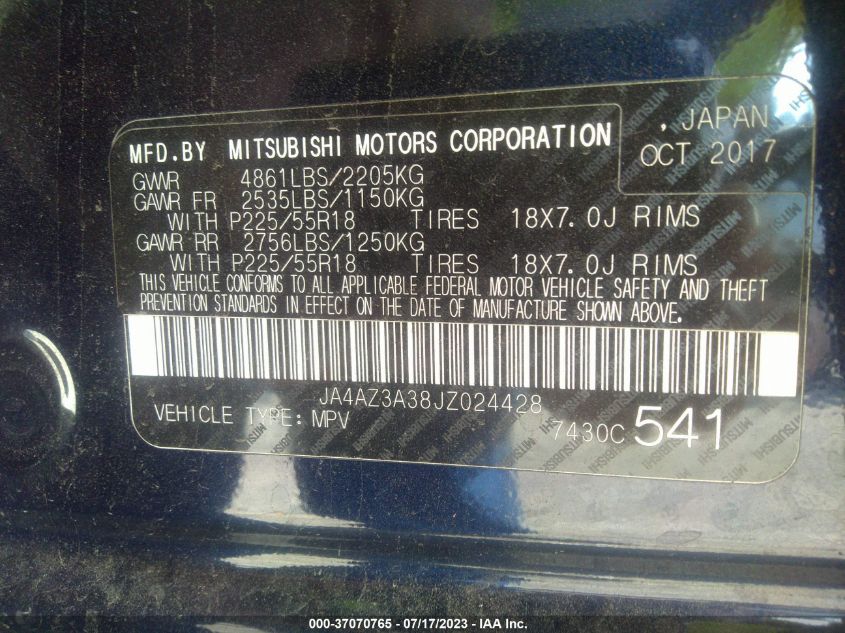 MFD.BY MITSUBISHI MOTORS CORPORATION
, JAPAN
OCT 2017
GVWR 4861LBS/2205KG
GAWR FR 2535LBS/1150KG
WITH P225/55R18 TIRES 18X7.0J RIMS
GAWR RR 2756LBS/1250KG
WITH P225/55R18 TIRES 18X7.0J RIMS
THIS VEHICLE CONFORMS TO ALL APPLICABLE FEDERAL MOTOR VEHICLE SAFETY AND THEFT
PREVENTION STANDARDS IN EFFECT ON THE DATE OF MANUFACTURE SHOWN ABOVE.
JA4AZ3A38JZ024428
VEHICLE TYPE: MPV
7430C 541
000-37070765 - 07/17/2023 - IAA Inc.